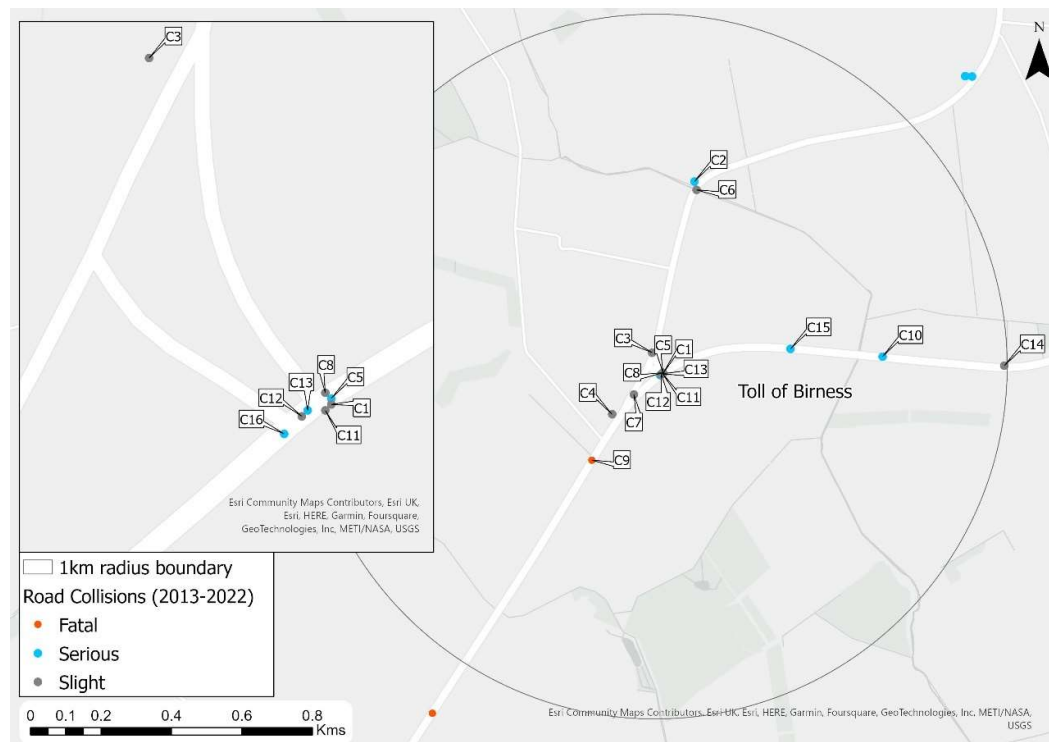 C3
C8
C5
C13
C12
C1
C16
C11
Esri Community Maps Contributors, Esri UK,
Esri, HERE, Garmin, Foursquare,
GeoTechnologies, Inc, METI/NASA, USGS
1km radius boundary
Road Collisions (2013-2022)
Fatal
Serious
Slight
0 0.1 0.2 0.4 0.6 0.8
Kms
N
C2
C6
C15
C10
C14
C3
C5
C1
C8
C13
C12
C11
C4
C7
C9
Toll of Birness
Esri Community Maps Contributors, Esri UK, Esri, HERE, Garmin, Foursquare, GeoTechnologies, Inc, METI/NASA,
USGS